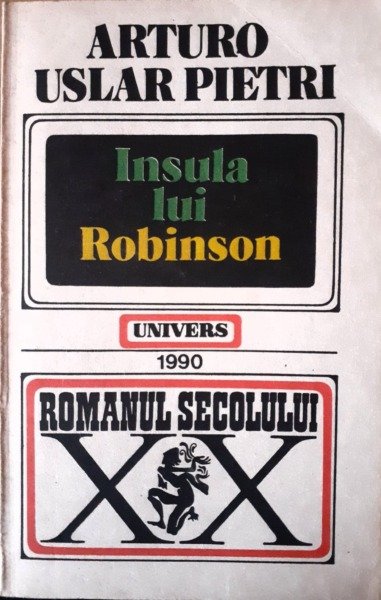 ARTURO
USLAR PIETRI
Insula
lui
Robinson
UNIVERS
1990
ROMANUL SECOLULUI
XX